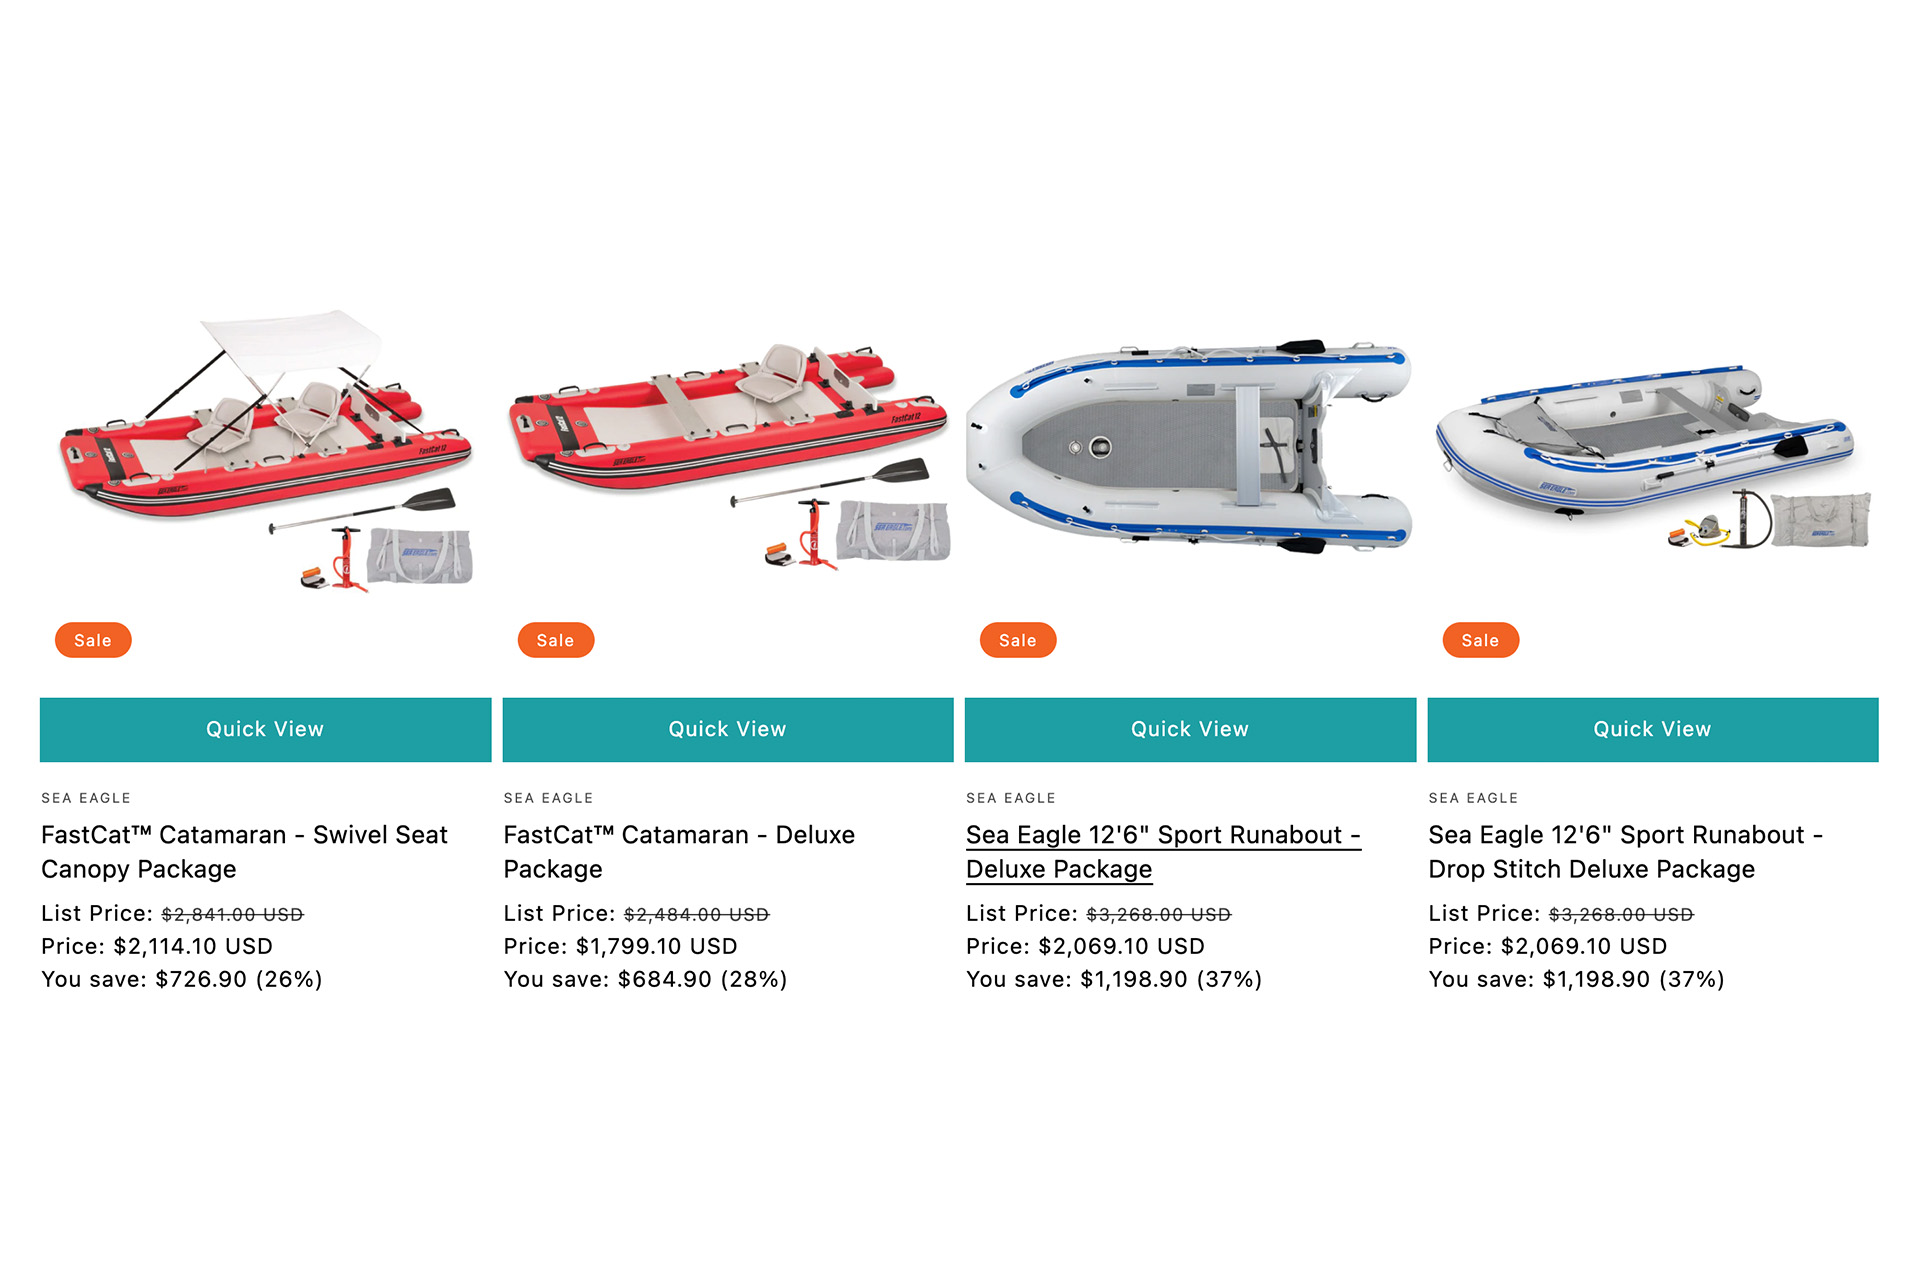 FastCat 12
FastCat 12
Sale
Sale
Sale
Sale
Quick View
Quick View
Quick View
Quick View
SEA EAGLE
FastCat™ Catamaran - Swivel Seat
Canopy Package
List Price: $2,841.00 USD
Price: $2,114.10 USD
You save: $726.90 (26%)
SEA EAGLE
FastCat™ Catamaran - Deluxe
Package
List Price: $2,484.00 USD
Price: $1,799.10 USD
You save: $684.90 (28%)
SEA EAGLE
Sea Eagle 12'6" Sport Runabout -
Deluxe Package
List Price: $3,268.00 USD
Price: $2,069.10 USD
You save: $1,198.90 (37%)
SEA EAGLE
Sea Eagle 12'6" Sport Runabout -
Drop Stitch Deluxe Package
List Price: $3,268.00 USD
Price: $2,069.10 USD
You save: $1,198.90 (37%)